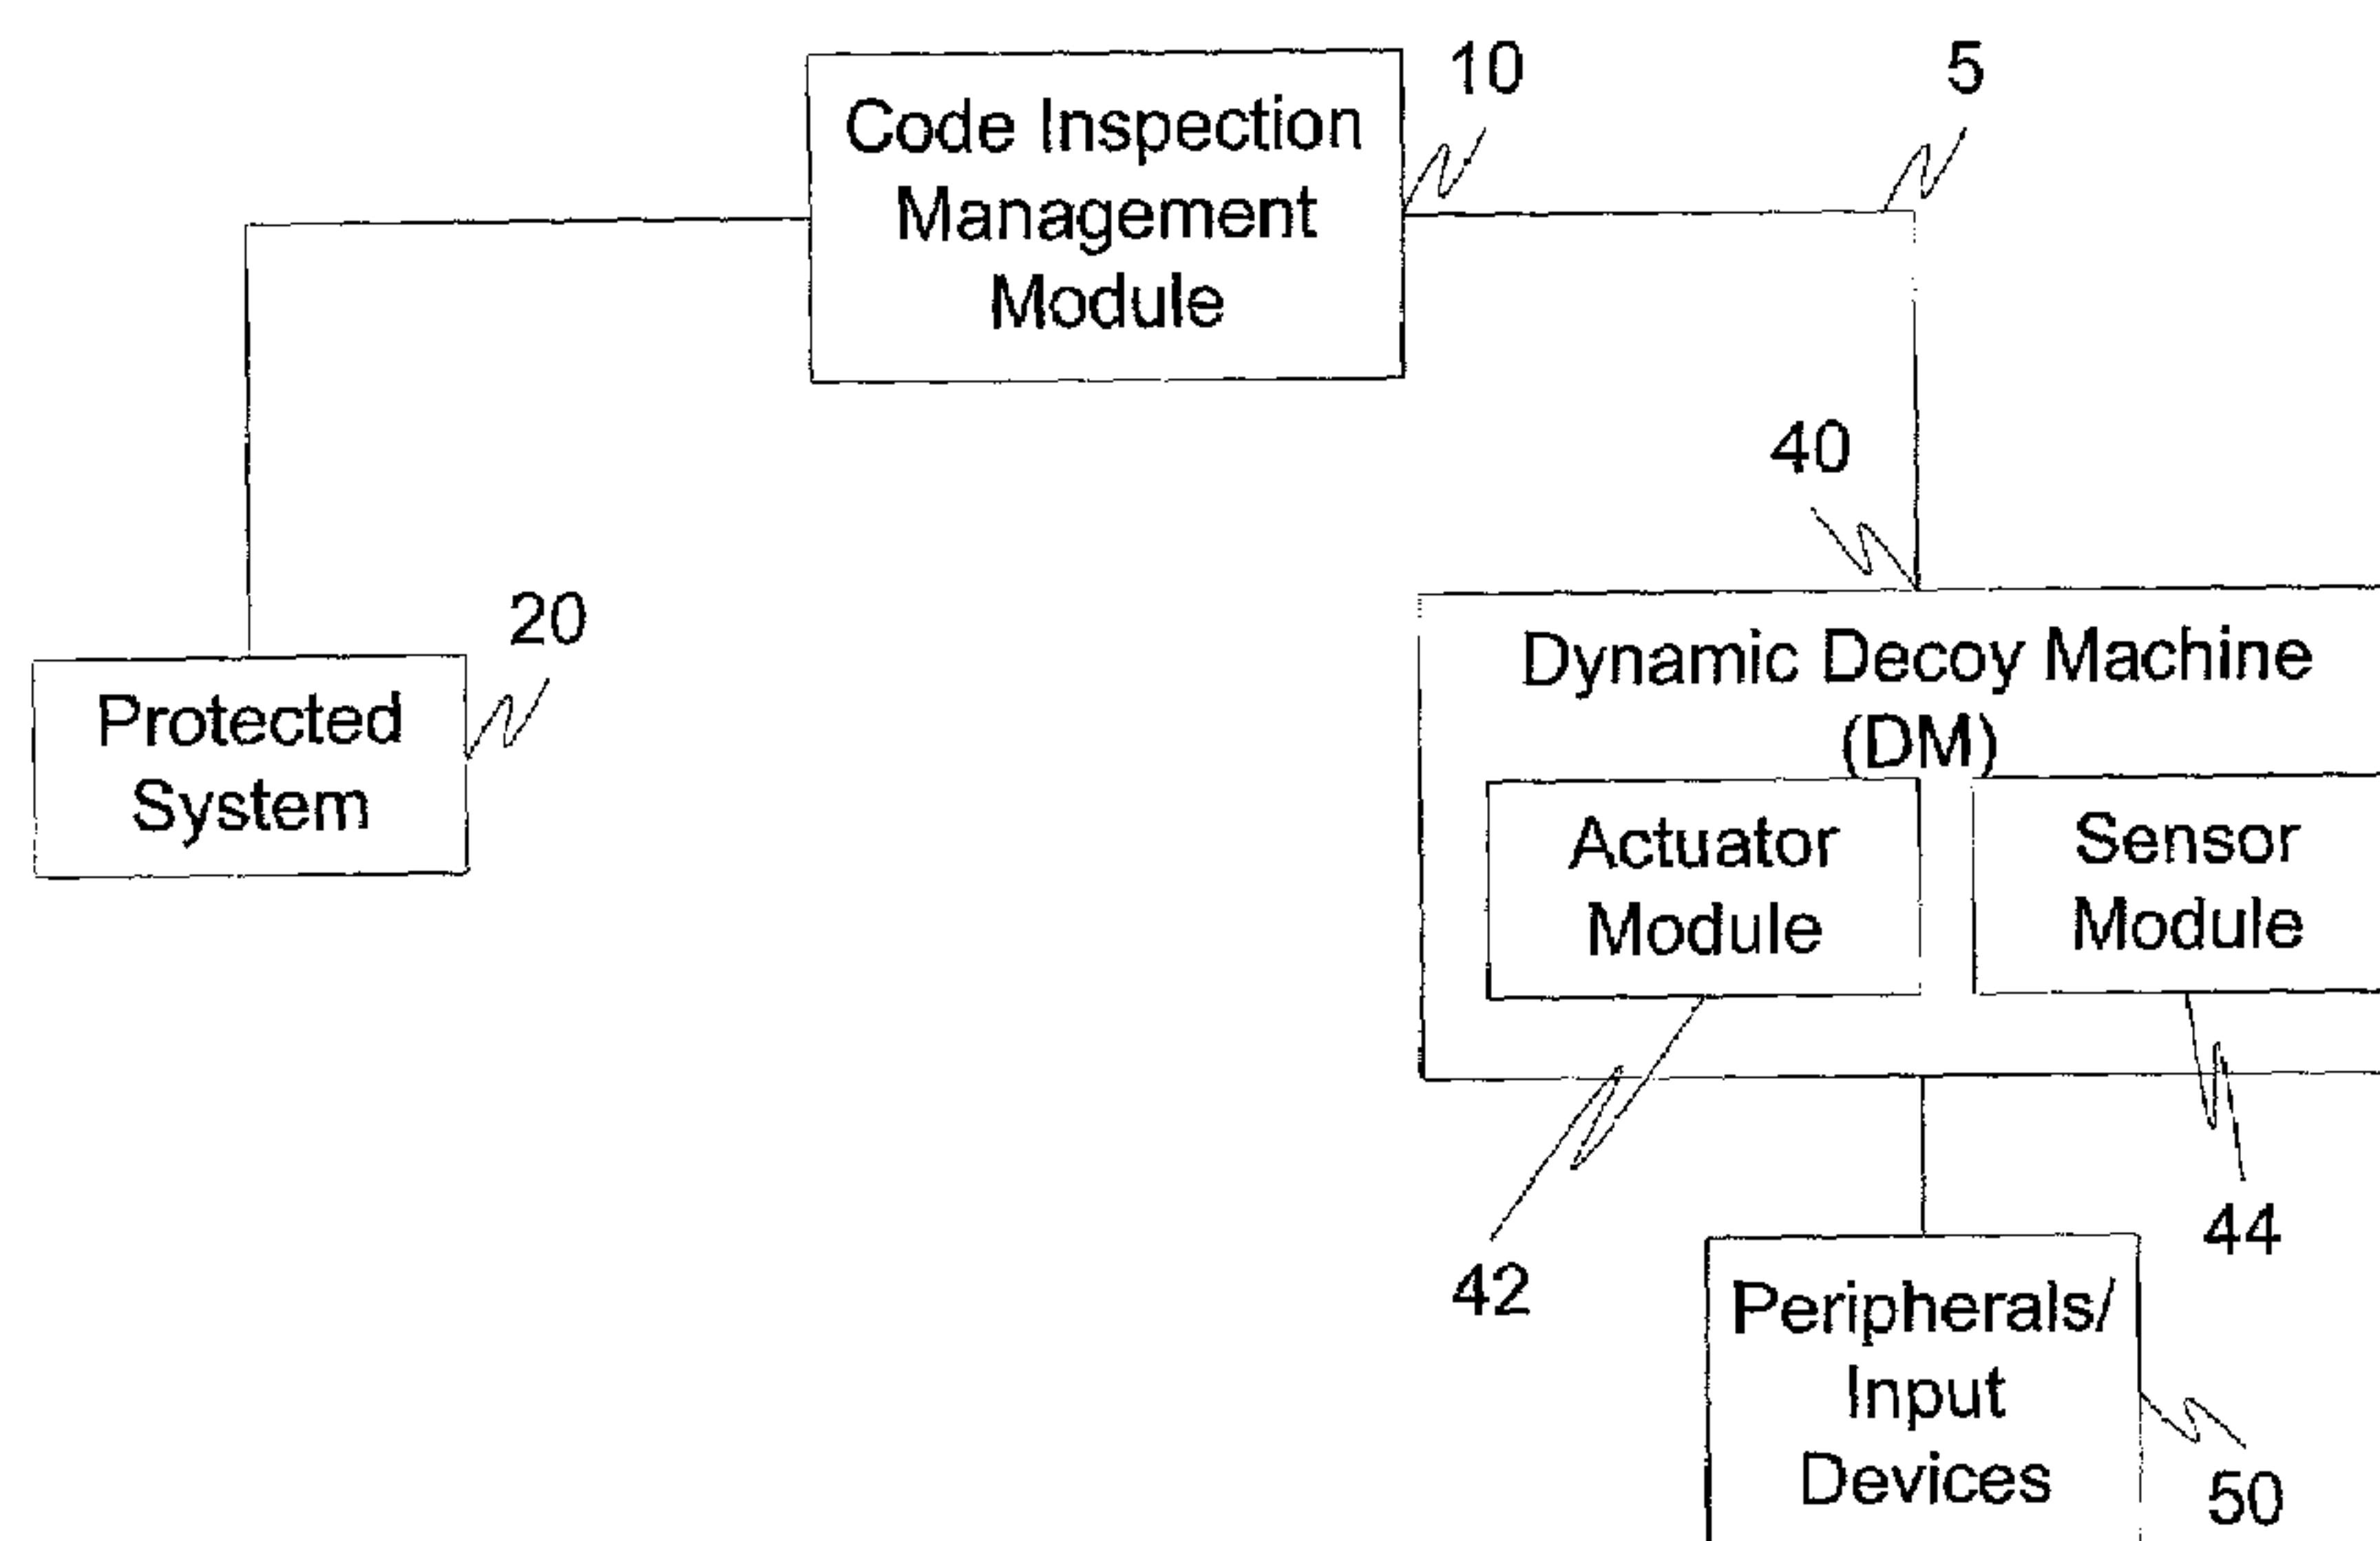 10
5
Code Inspection
Management
Module
40
20
Protected
System
Dynamic Decoy Machine
(DM)
Actuator
Module
Sensor
Module
42
44
Peripherals/
Input
Devices
50